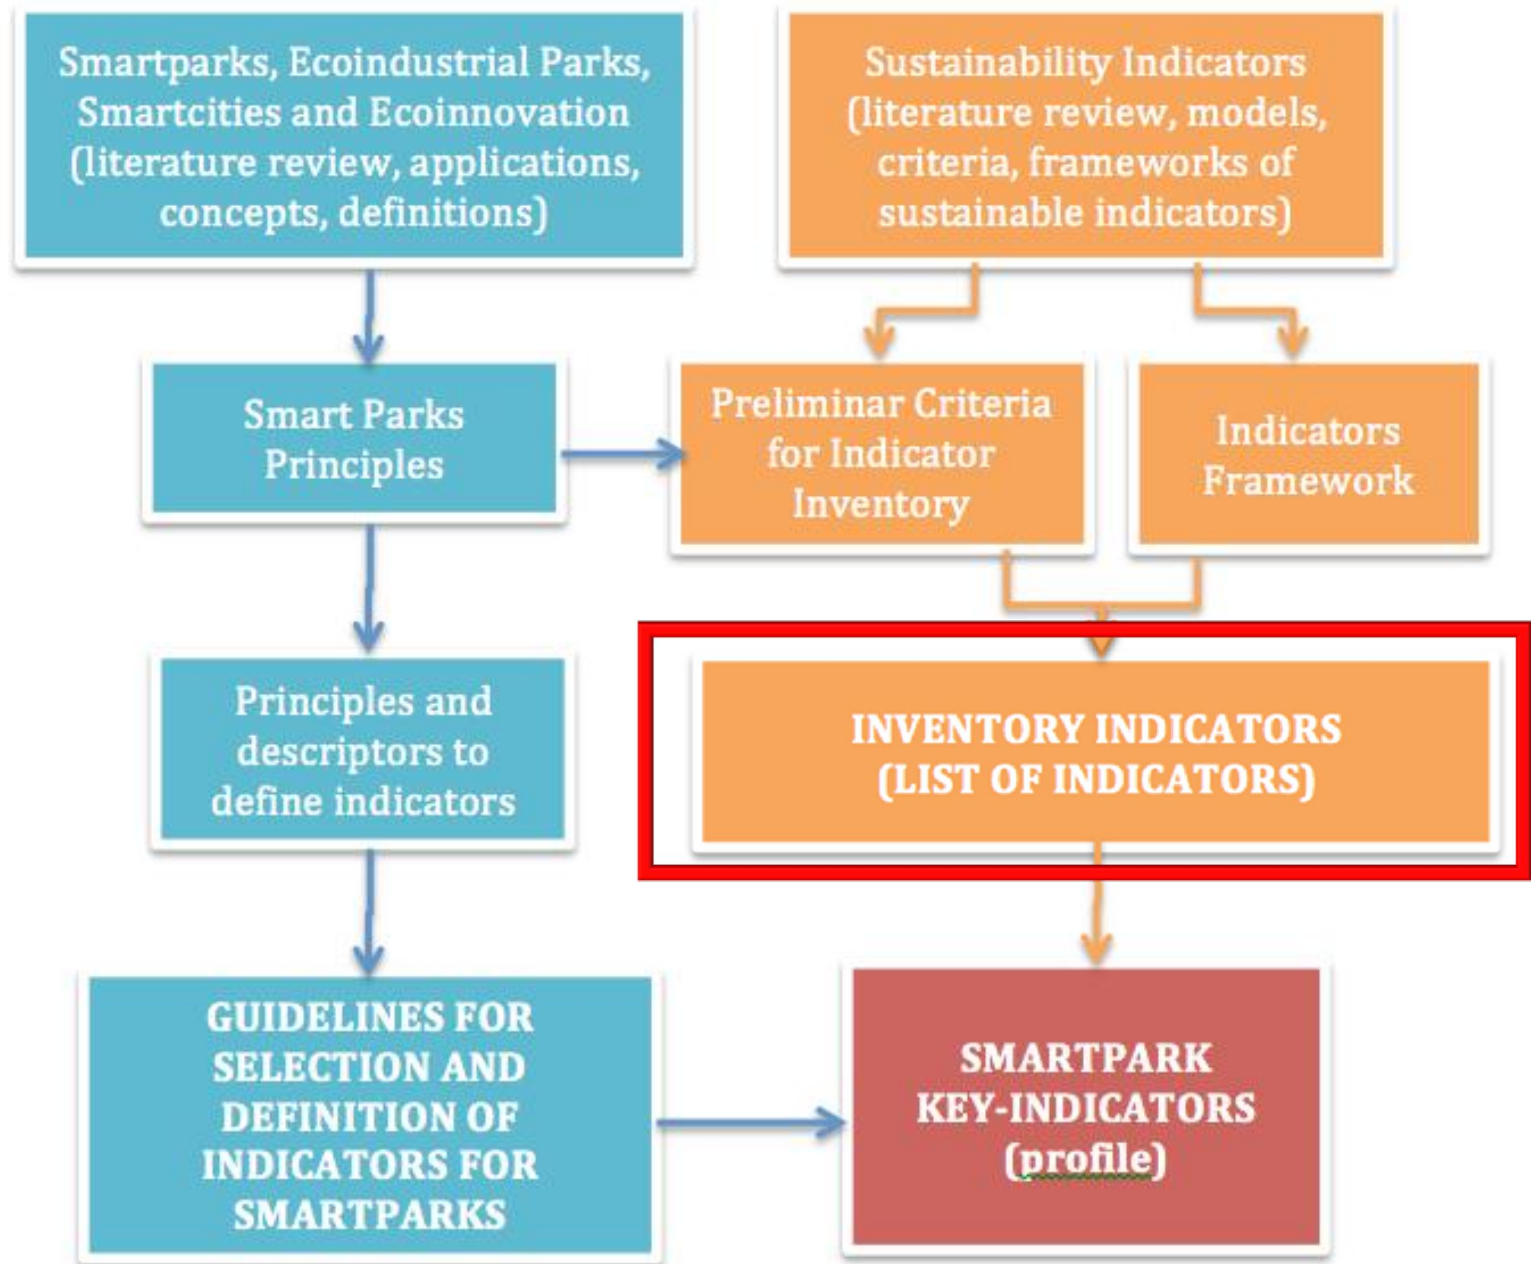 Smartparks, Ecoindustrial Parks,
Smartcities and Ecoinnovation
(literature review, applications,
concepts, definitions)
Sustainability Indicators
(literature review, models,
criteria, frameworks of
sustainable indicators)
Smart Parks
Principles
Preliminar Criteria
for Indicator
Inventory
Indicators
Framework
Principles and
descriptors to
define indicators
INVENTORY INDICATORS
(LIST OF INDICATORS)
GUIDELINES FOR
SELECTION AND
DEFINITION OF
INDICATORS FOR
SMARTPARKS
SMARTPARK
KEY-INDICATORS
(profile)